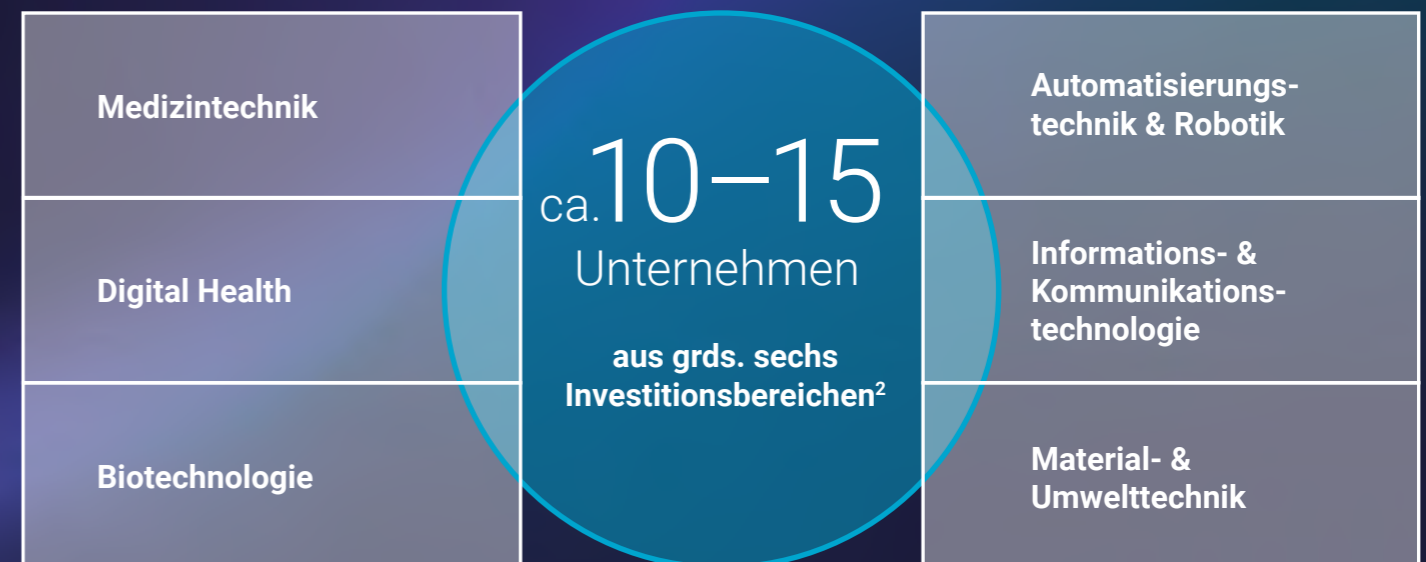 Medizintechnik
Digital Health
Biotechnologie
ca.10–15
Unternehmen
aus grds. sechs
Investitionsbereichen²
Automatisierungs-
technik & Robotik
Informations- &
Kommunikations-
technologie
Material- &
Umwelttechnik